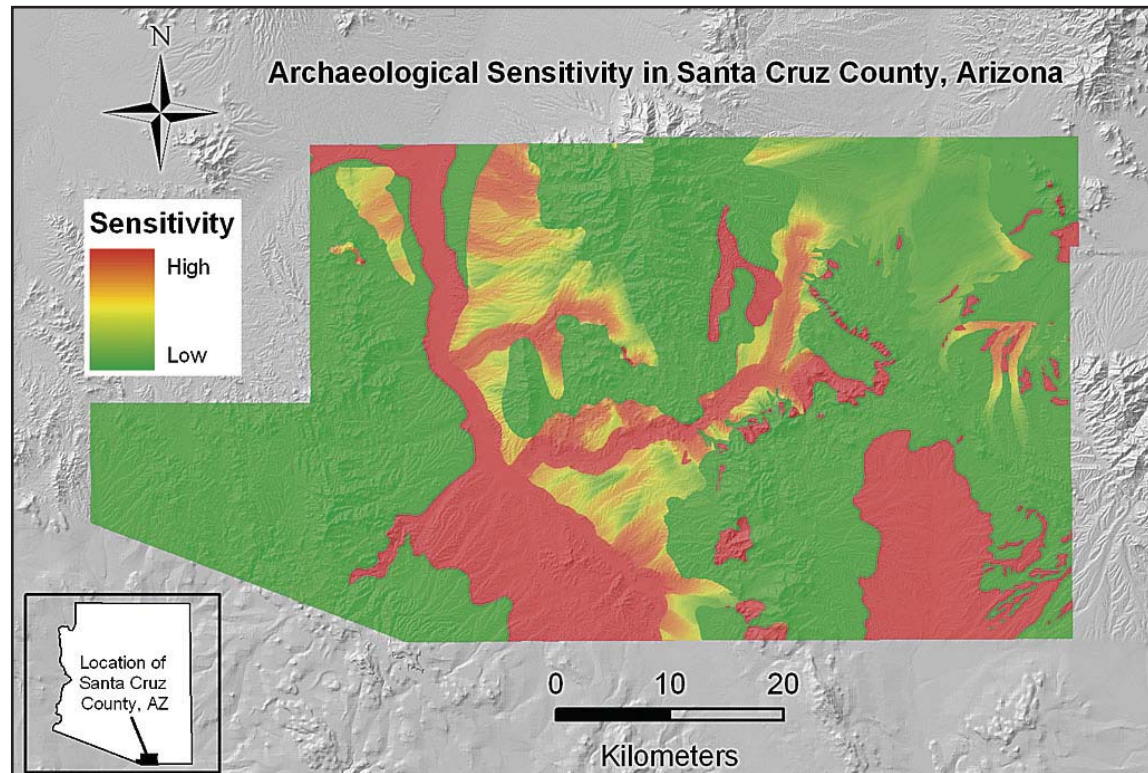 N
Archaeological Sensitivity in Santa Cruz County, Arizona
Sensitivity
High
Low
Location of
Santa Cruz
County, AZ
0 10 20
Kilometers